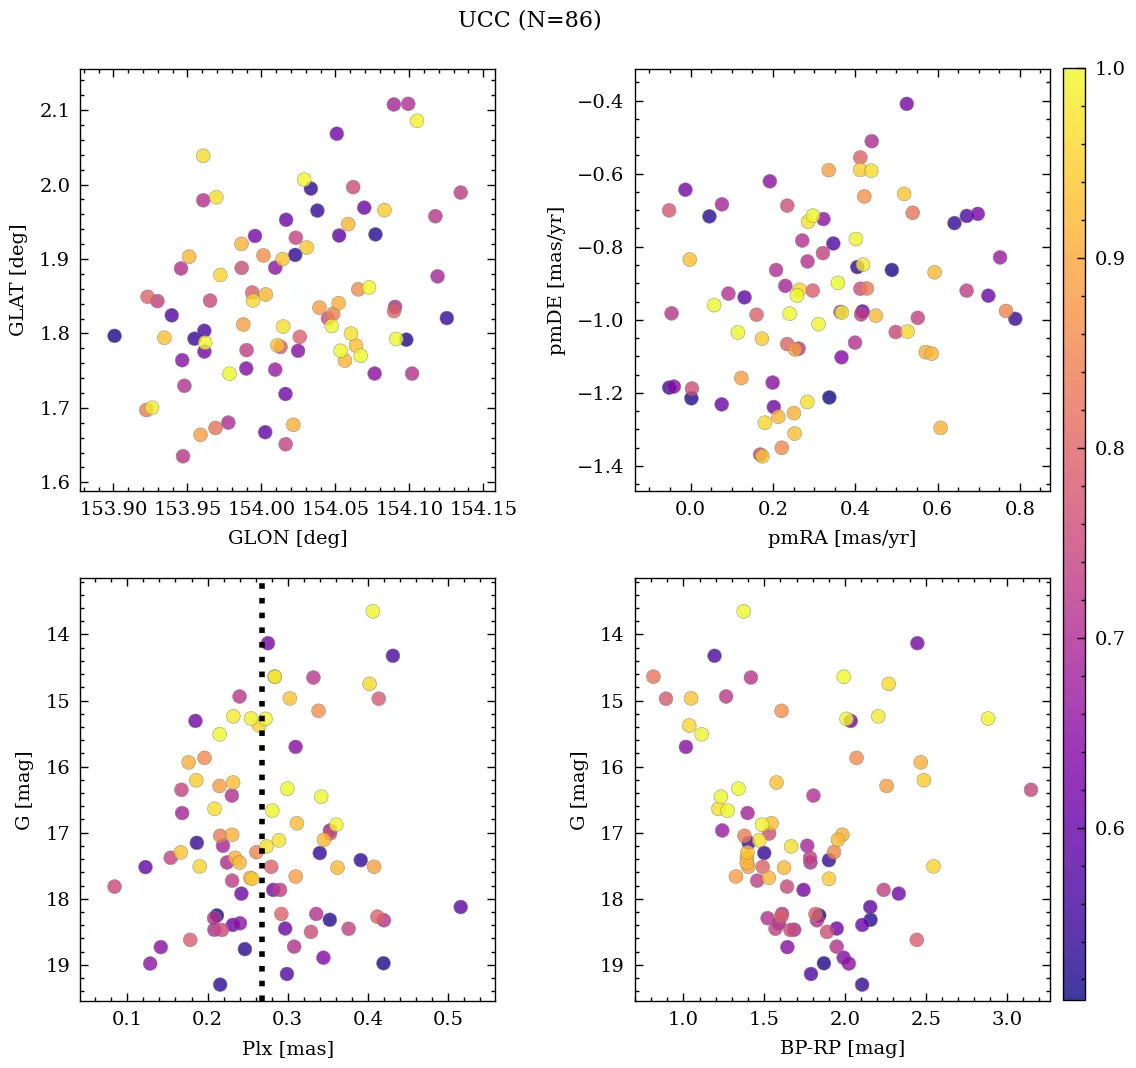 UCC (N=86)
2.1
2.0
1.9
1.8
1.7
1.6
GLAT [deg]
153.90 153.95 154.00 154.05 154.10 154.15
GLON [deg]
−0.4
−0.6
−0.8
−1.0
−1.2
−1.4
pmDE [mas/yr]
0.0 0.2 0.4 0.6 0.8
pmRA [mas/yr]
1.0
0.9
0.8
0.7
0.6
14
15
16
17
18
19
G [mag]
0.1 0.2 0.3 0.4 0.5
Plx [mas]
14
15
16
17
18
19
G [mag]
1.0 1.5 2.0 2.5 3.0
BP-RP [mag]